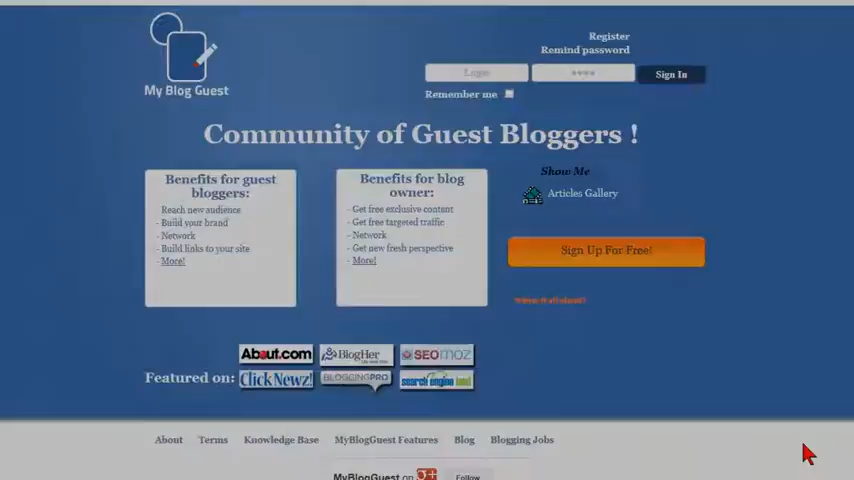 Register
Remind password
My Blog Guest
Login
Sign In
Remember me
Community of Guest Bloggers !
Benefits for guest
bloggers:
Reach new audience
- Build your brand
- Network
- Build links to your site
- More!
Benefits for blog
owner:
- Get free exclusive content
- Get free targeted traffic
- Network
- Get new fresh perspective
- More!
Show Me
Articles Gallery
Sign Up For Free!
Featured on:
About.com
BlogHer
SEOmoz
ClickNewz!
BLOGGINGPRO
search engine land
About
Terms
Knowledge Base
MyBlogGuest Features
Blog
Blogging Jobs
MyBlogGuest on g+
Follow